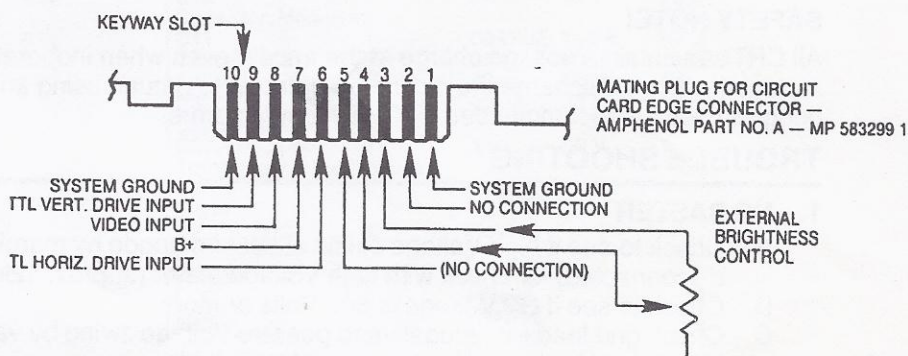 KEYWAY SLOT
10 9 8 7 6 5 4 3 2 1
MATING PLUG FOR CIRCUIT
CARD EDGE CONNECTOR —
AMPHENOL PART NO. A — MP 583299 1
SYSTEM GROUND
TTL VERT. DRIVE INPUT
VIDEO INPUT
B+
TL HORIZ. DRIVE INPUT
SYSTEM GROUND
NO CONNECTION
(NO CONNECTION)
EXTERNAL
BRIGHTNESS
CONTROL